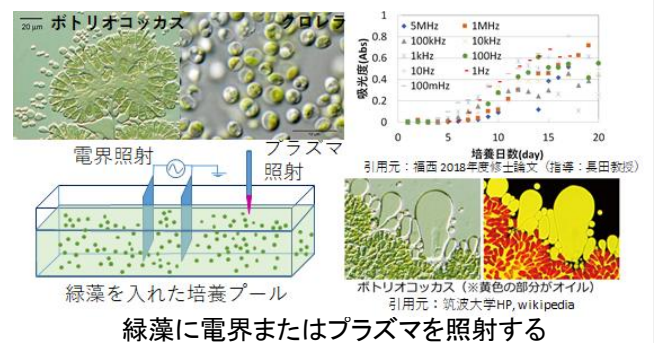 ボトリオコッカス
クロレラ
20 μm
電界照射
プラズマ
照射
緑藻を入れた培養プール
吸光度(Abs)
1
0.8
0.6
0.4
0.2
0
5MHz
1MHz
100kHz
10kHz
1kHz
100Hz
10Hz
1Hz
100mHz
0
5
10
15
20
培養日数(day)
引用元：福西 2018年度修士論文（指導：長田教授）
ボトリオコッカス（※黄色の部分がオイル）
引用元：筑波大学HP, wikipedia
緑藻に電界またはプラズマを照射する